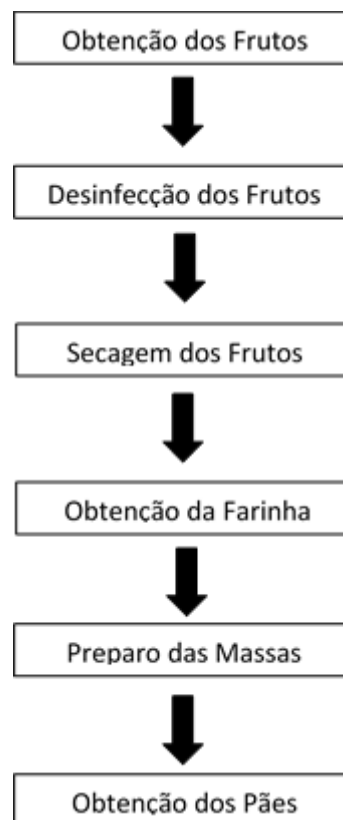 Obtenção dos Frutos
Desinfecção dos Frutos
Secagem dos Frutos
Obtenção da Farinha
Preparo das Massas
Obtenção dos Pães